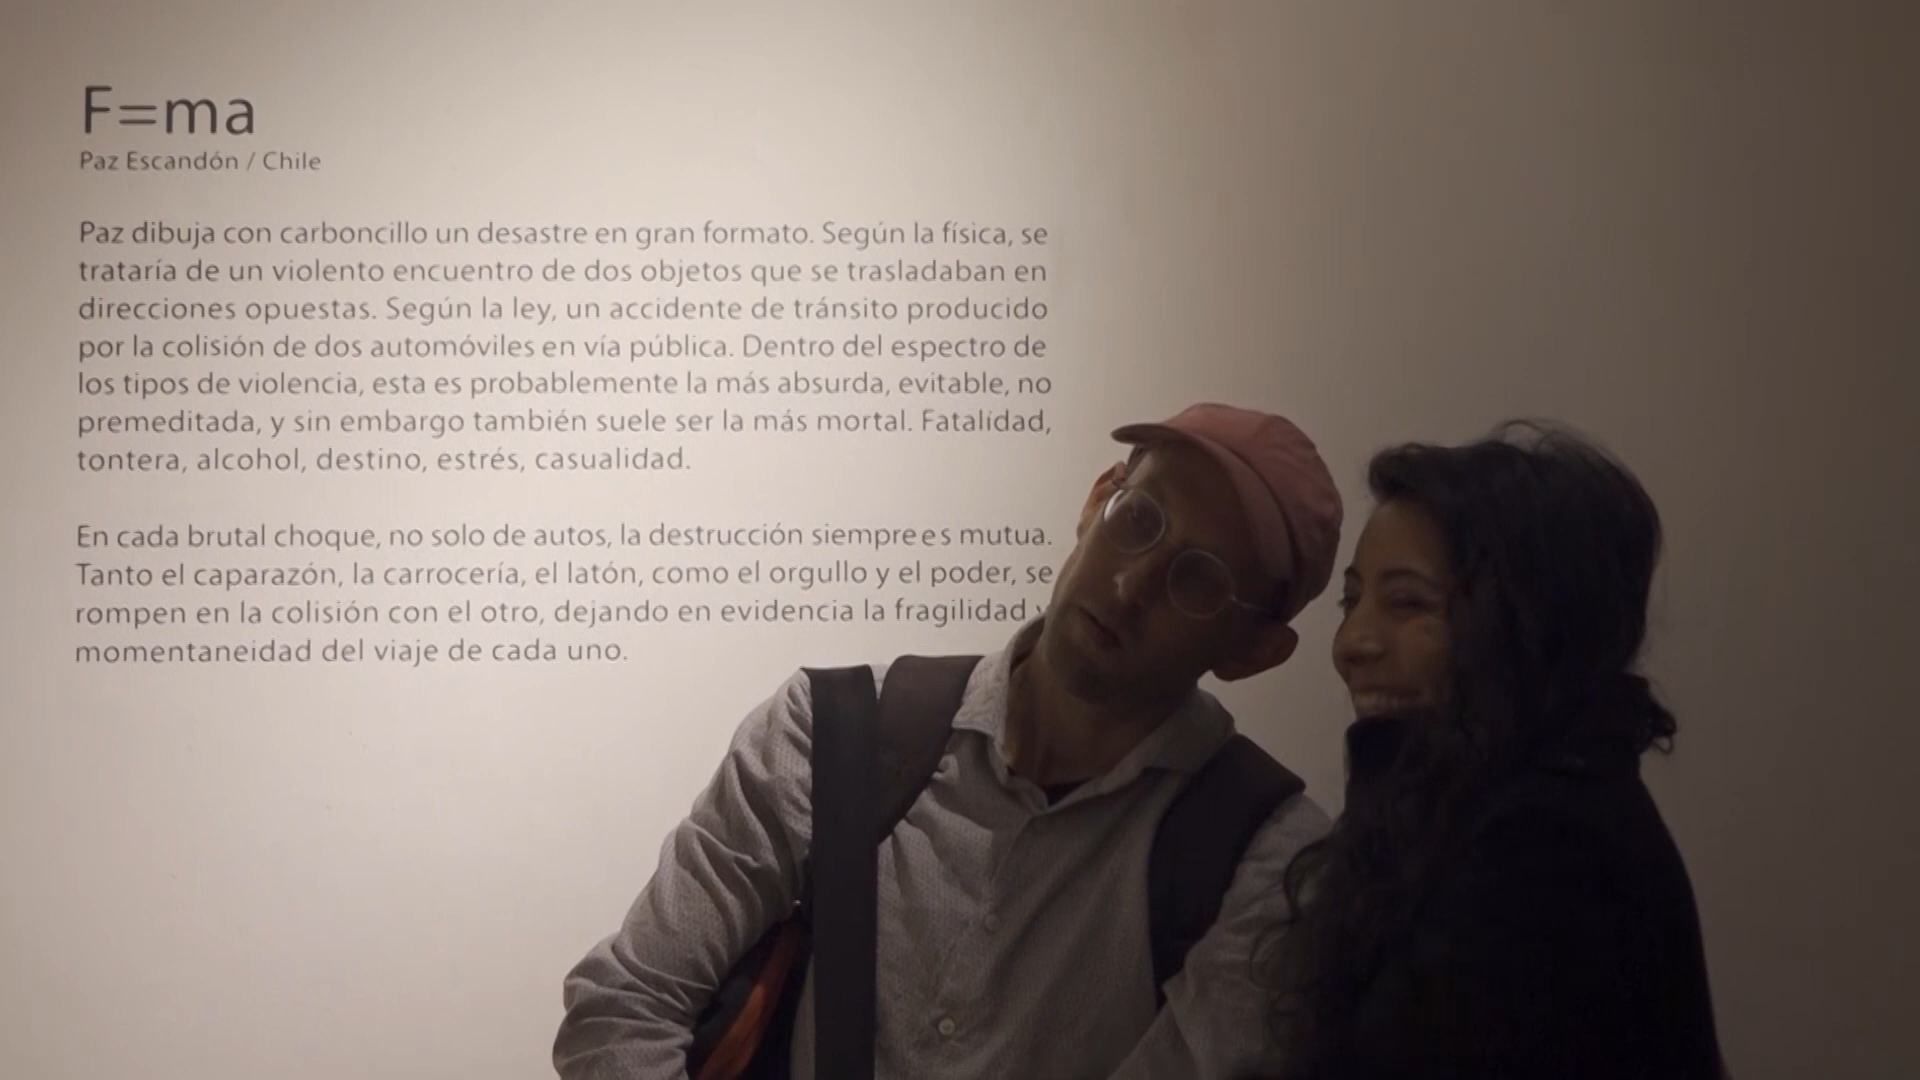 F=ma
Paz Escandón / Chile
Paz dibuja con carboncillo un desastre en gran formato. Según la física, se
trataría de un violento encuentro de dos objetos que se trasladaban en
direcciones opuestas. Según la ley, un accidente de tránsito producido
por la colisión de dos automóviles en vía pública. Dentro del espectro de
los tipos de violencia, esta es probablemente la más absurda, evitable, no
premeditada, y sin embargo también suele ser la más mortal. Fatalidad,
tontera, alcohol, destino, estrés, casualidad.
En cada brutal choque, no solo de autos, la destrucción siempre es mutua.
Tanto el caparazón, la carrocería, el latón, como el orgullo y el poder, se
rompen en la colisión con el otro, dejando en evidencia la fragilidad y
momentaneidad del viaje de cada uno.